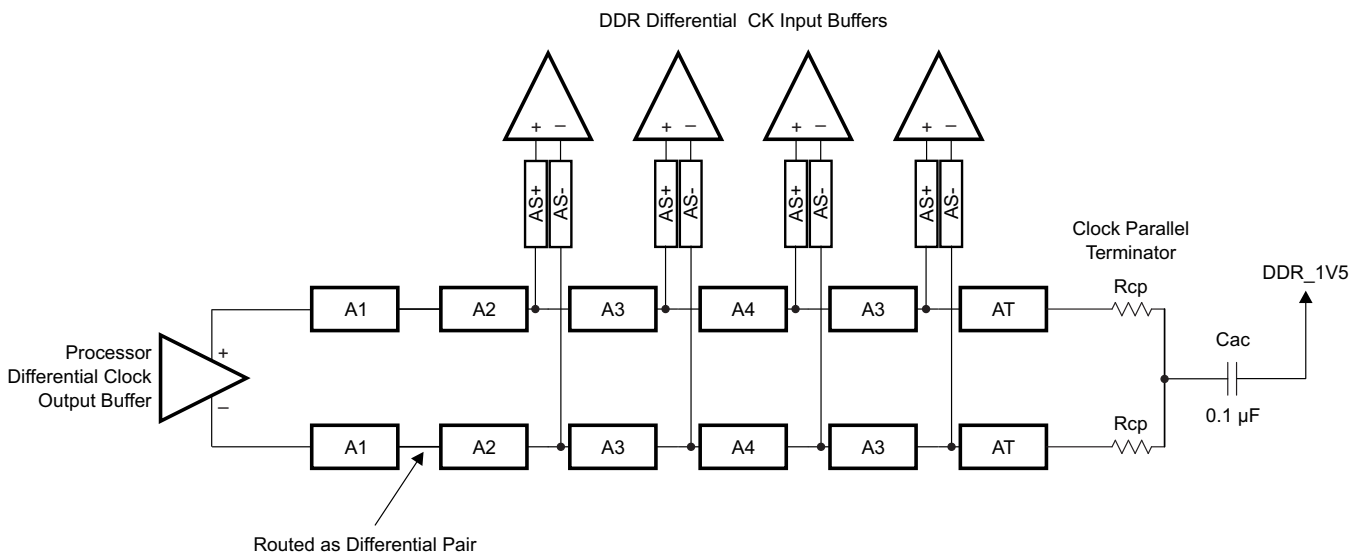 DDR Differential CK Input Buffers
+ –
+ –
+ –
+ –
AS+
AS-
AS+
AS-
AS+
AS-
AS+
AS-
Clock Parallel
Terminator
DDR_1V5
A1
A2
A3
A4
A3
AT
Rcp
Processor
Differential Clock
Output Buffer
+
–
Cac
0.1 µF
A1
A2
A3
A4
A3
AT
Rcp
Routed as Differential Pair